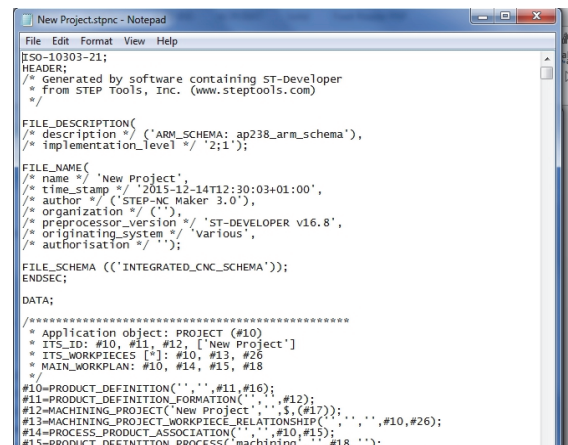 New Project.stpnc - Notepad
File Edit Format View Help
ISO-10303-21;
HEADER;
/* Generated by software containing ST-Developer
 * from STEP Tools, Inc. (www.steptools.com)
 */
FILE_DESCRIPTION(
/* description */ ('ARM_SCHEMA: ap238_arm_schema'),
/* implementation_level */ '2;1');
FILE_NAME(
/* name */ 'New Project',
/* time_stamp */ '2015-12-14T12:30:03+01:00',
/* author */ ('STEP-NC Maker 3.0'),
/* organization */ (''),
/* preprocessor_version */ 'ST-DEVELOPER v16.8',
/* originating_system */ 'Various',
/* authorisation */ '');
FILE_SCHEMA (('INTEGRATED_CNC_SCHEMA'));
ENDSEC;
DATA;
/************************************************
 * Application object: PROJECT (#10)
 * ITS_ID: #10, #11, #12, ['New Project']
 * ITS_WORKPIECES [*]: #10, #13, #26
 * MAIN_WORKPLAN: #10, #14, #15, #18
 */
#10=PRODUCT_DEFINITION('','',#11,#16);
#11=PRODUCT_DEFINITION_FORMATION('','',#12);
#12=MACHINING_PROJECT('New Project','',$,(#17));
#13=MACHINING_PROJECT_WORKPIECE_RELATIONSHIP('','','',#10,#26);
#14=PROCESS_PRODUCT_ASSOCIATION('','',#10,#15);
#15=PRODUCT_DEFINITION_PROCESS('machining','',#18,'');